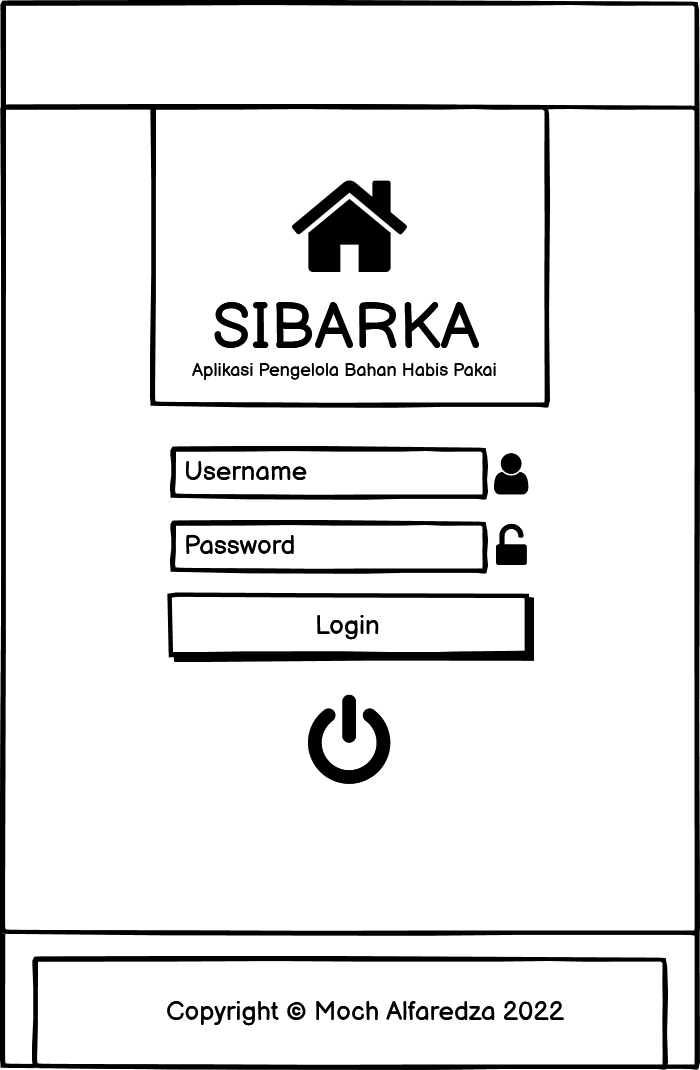 SIBARKA
Aplikasi Pengelola Bahan Habis Pakai
Username
Password
Login
Copyright © Moch Alfaredza 2022